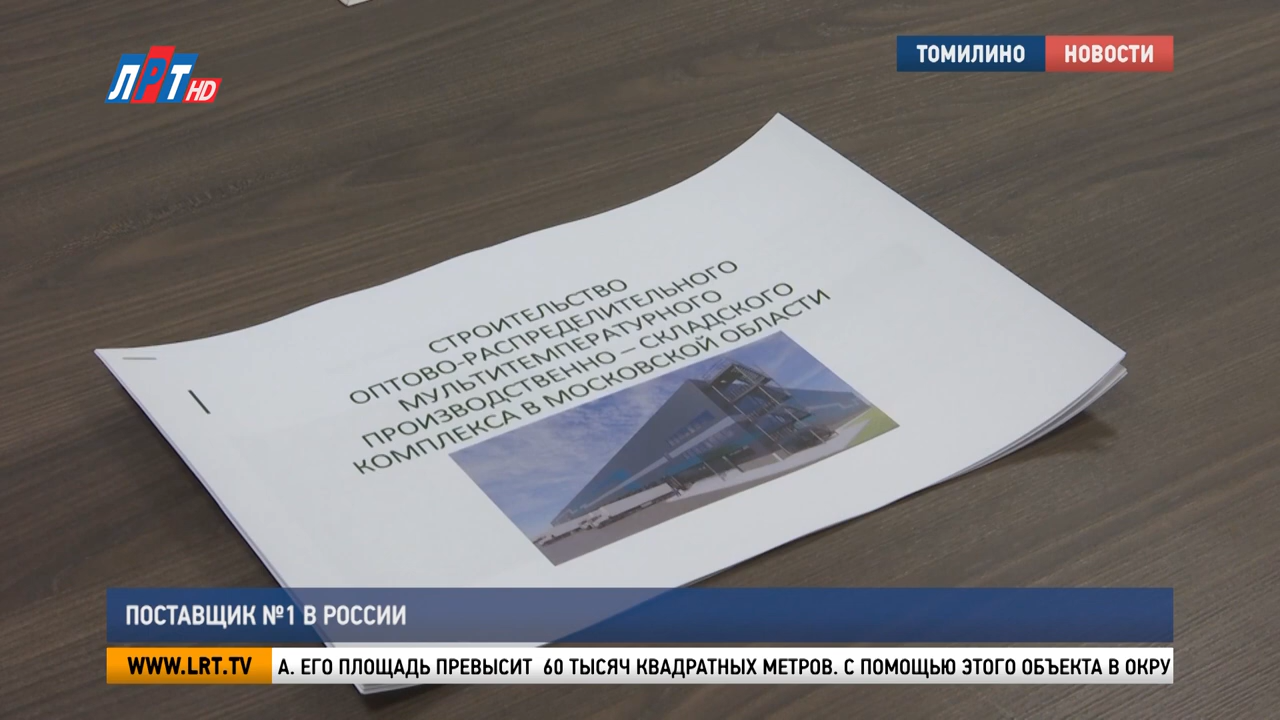 ЛРТ HD
ТОМИЛИНО НОВОСТИ
СТРОИТЕЛЬСТВО
ОПТОВО-РАСПРЕДЕЛИТЕЛЬНОГО
МУЛЬТИТЕМПЕРАТУРНОГО
ПРОИЗВОДСТВЕННО – СКЛАДСКОГО
КОМПЛЕКСА В МОСКОВСКОЙ ОБЛАСТИ
ПОСТАВЩИК №1 В РОССИИ
WWW.LRT.TV А. ЕГО ПЛОЩАДЬ ПРЕВЫСИТ 60 ТЫСЯЧ КВАДРАТНЫХ МЕТРОВ. С ПОМОЩЬЮ ЭТОГО ОБЪЕКТА В ОКРУ